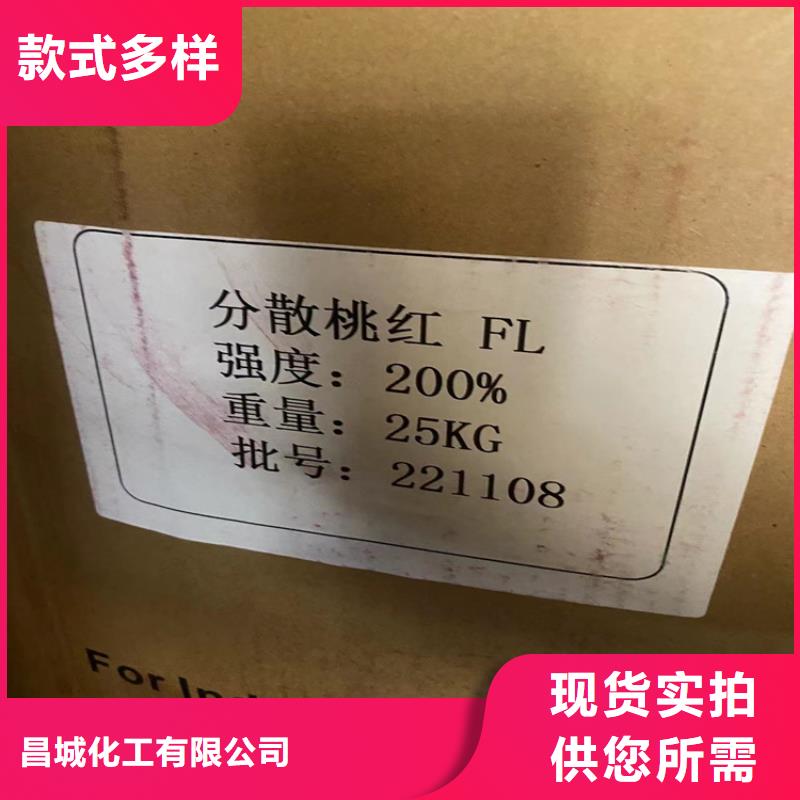 款式多样
分散桃红 FL
强度：200%
重量：25KG
批号：221108
For
现货实拍
供您所需
昌城化工有限公司